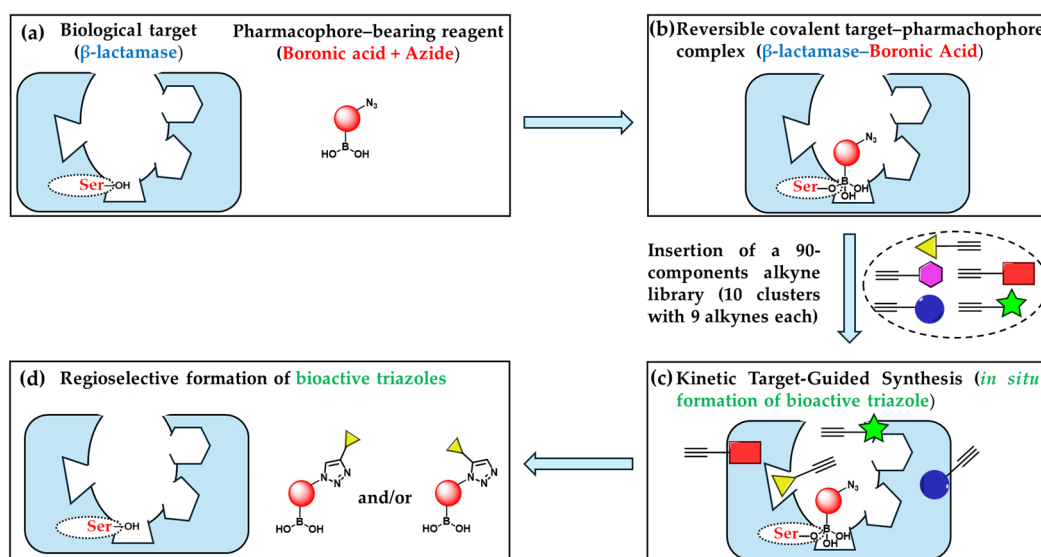 (a) Biological target
(β-lactamase)
Pharmacophore–bearing reagent
(Boronic acid + Azide)
N3
B
HO OH
Ser OH
(b) Reversible covalent target–pharmachophore
complex (β-lactamase–Boronic Acid)
N3
B
Ser O OH
OH
Insertion of a 90-
components alkyne
library (10 clusters
with 9 alkynes each)
(c) Kinetic Target-Guided Synthesis (in situ
formation of bioactive triazole)
N3
B
Ser O OH
OH
(d) Regioselective formation of bioactive triazoles
Ser OH
N N
N
B
HO OH
and/or
N N
N
B
HO OH